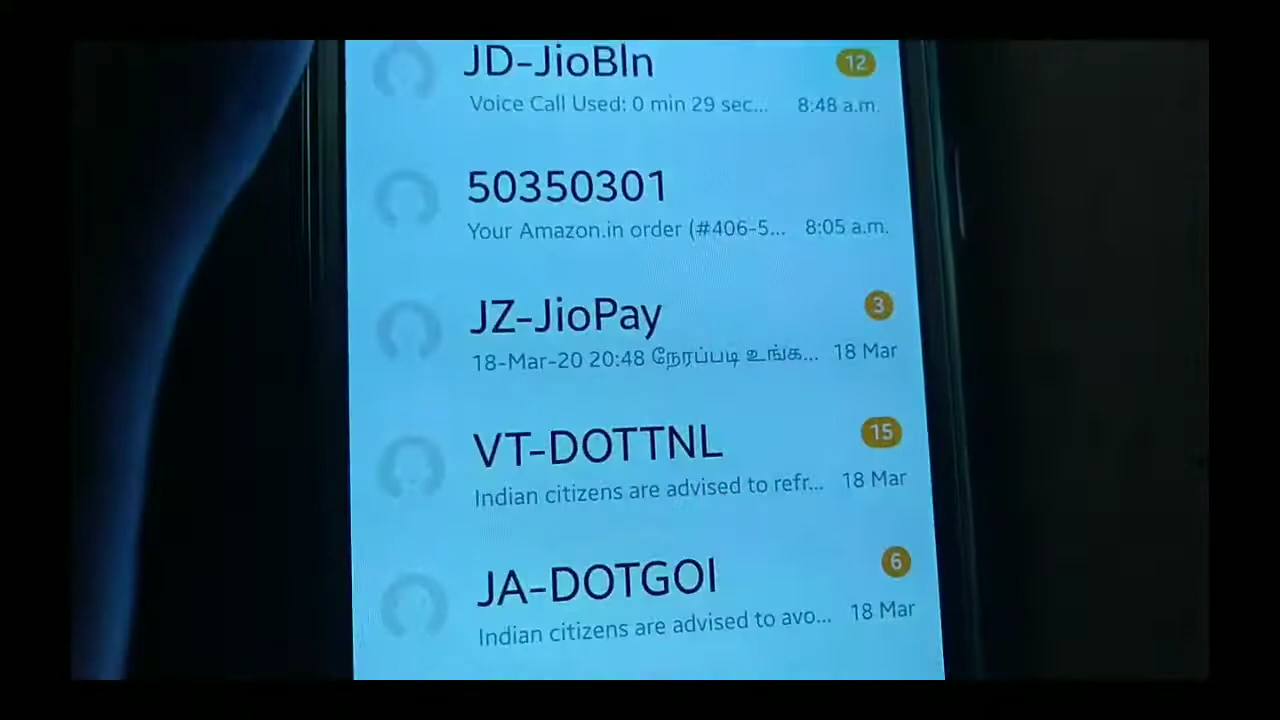 JD-JioBln
12
Voice Call Used: 0 min 29 sec...
8:48 a.m.
50350301
Your Amazon.in order (#406-5...
8:05 a.m.
JZ-JioPay
3
18-Mar-20 20:48 நேரப்படி உங்க...
18 Mar
VT-DOTTNL
15
Indian citizens are advised to refr...
18 Mar
JA-DOTGOI
6
Indian citizens are advised to avo...
18 Mar